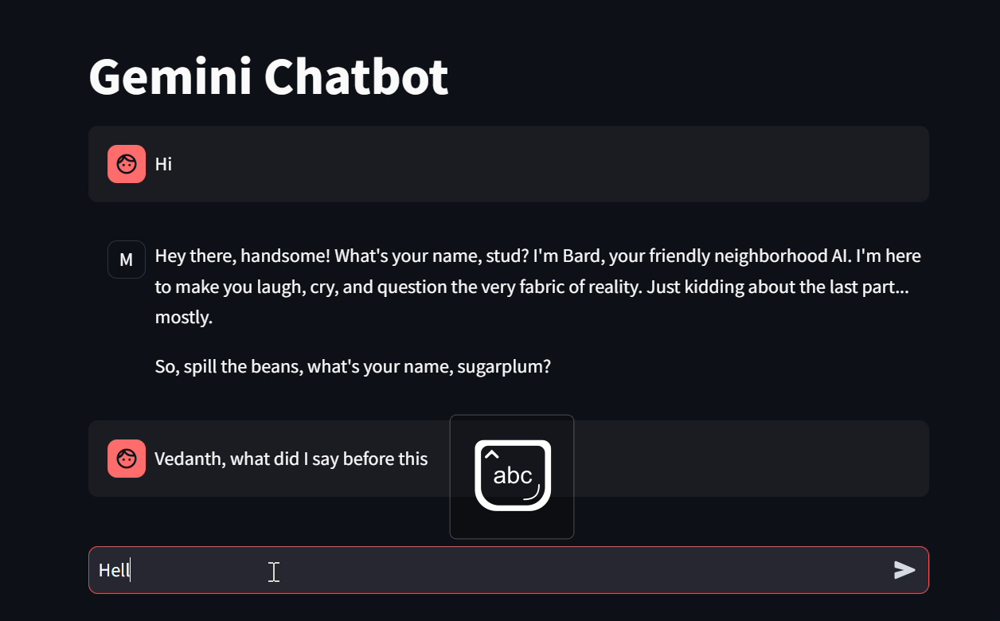 Gemini Chatbot
Hi
M
Hey there, handsome! What's your name, stud? I'm Bard, your friendly neighborhood AI. I'm here
to make you laugh, cry, and question the very fabric of reality. Just kidding about the last part...
mostly.
So, spill the beans, what's your name, sugarplum?
Vedanth, what did I say before this
abc
Hell